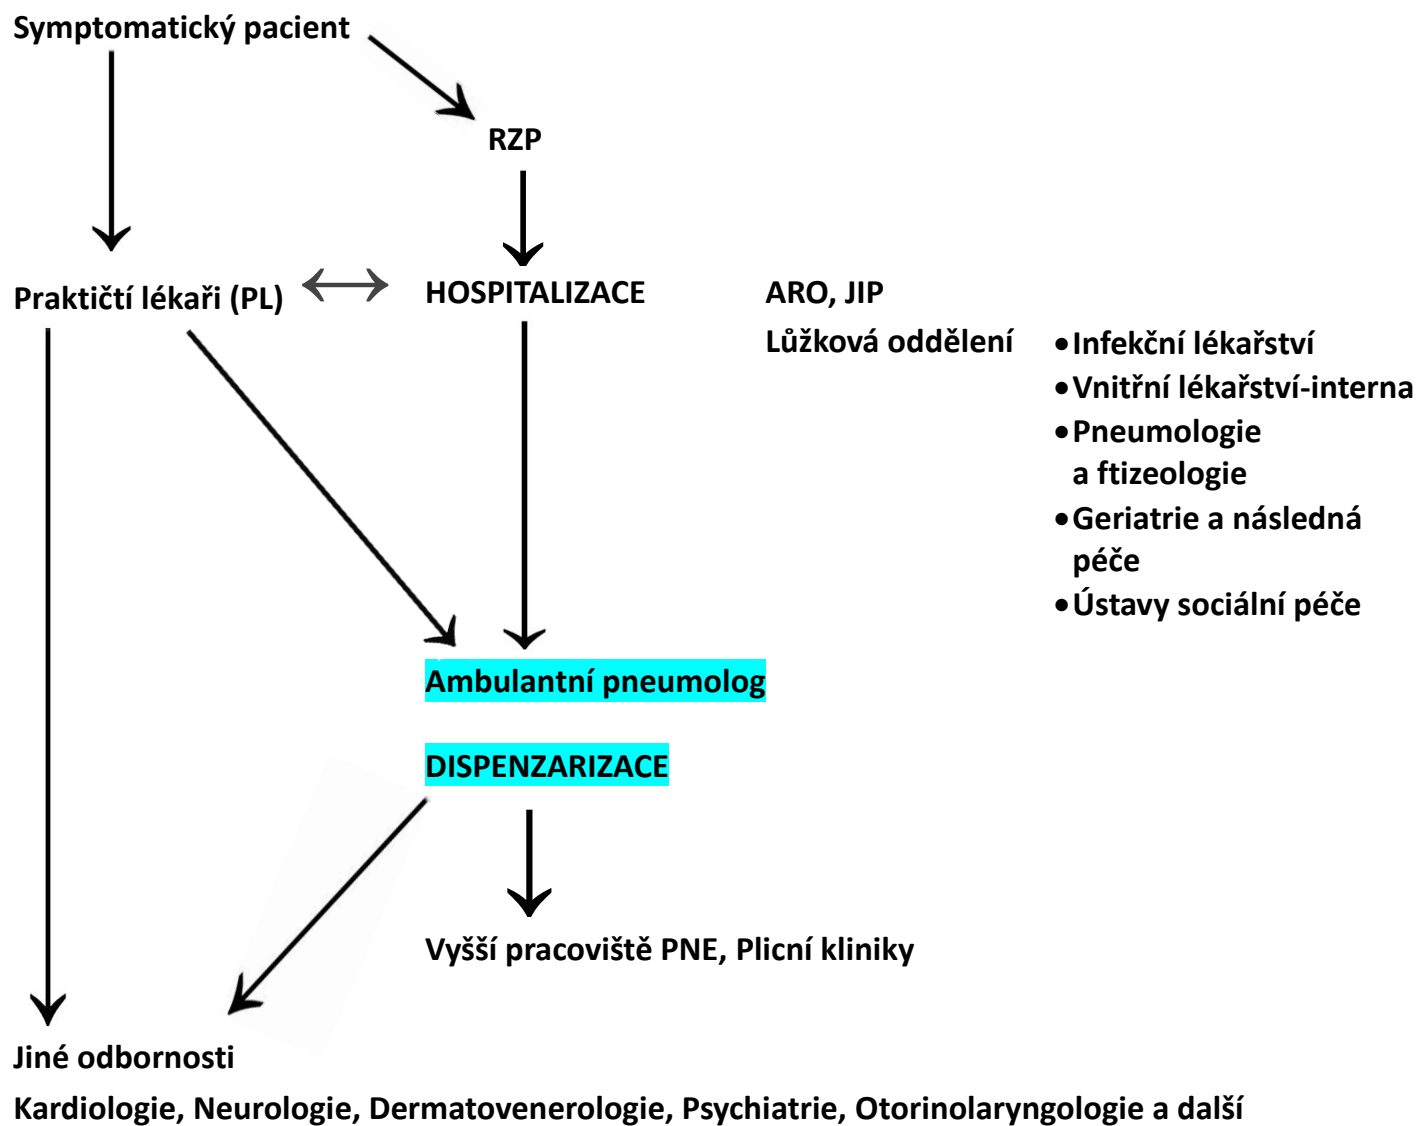 Symptomatický pacient
RZP
Praktičtí lékaři (PL)
HOSPITALIZACE
ARO, JIP
Lůžková oddělení
•Infekční lékařství
•Vnitřní lékařství-interna
•Pneumologie
a ftizeologie
•Geriatrie a následná
péče
•Ústavy sociální péče
Ambulantní pneumolog
DISPENZARIZACE
Vyšší pracoviště PNE, Plicní kliniky
Jiné odbornosti
Kardiologie, Neurologie, Dermatovenerologie, Psychiatrie, Otorinolaryngologie a další